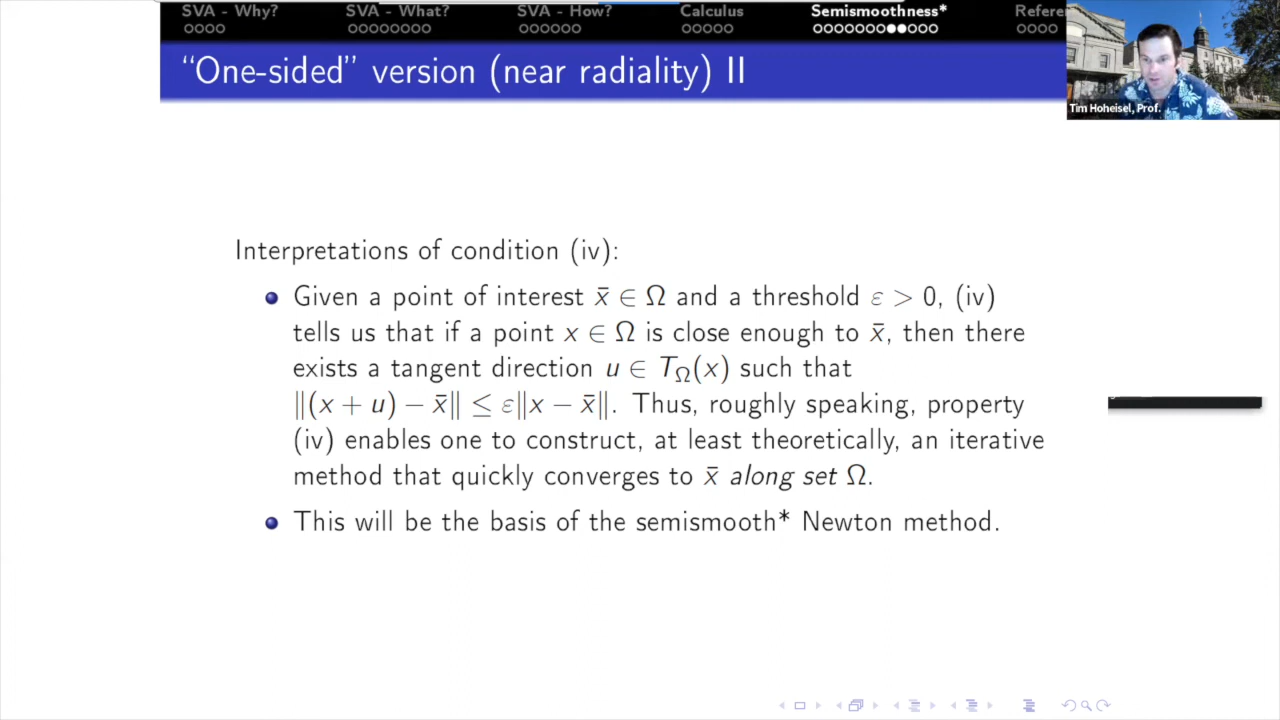 SVA - Why? SVA - What? SVA - How? Calculus Semismoothness* Refere
“One-sided” version (near radiality) II
Tim Hoheisel, Prof.
Interpretations of condition (iv):
Given a point of interest x̄ ∈ Ω and a threshold ε > 0, (iv)
tells us that if a point x ∈ Ω is close enough to x̄, then there
exists a tangent direction u ∈ T_Ω(x) such that
‖(x + u) − x̄‖ ≤ ε‖x − x̄‖. Thus, roughly speaking, property
(iv) enables one to construct, at least theoretically, an iterative
method that quickly converges to x̄ along set Ω.
This will be the basis of the semismooth* Newton method.